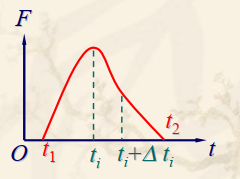 F
t₂
O t₁ tᵢ tᵢ+Δ tᵢ t